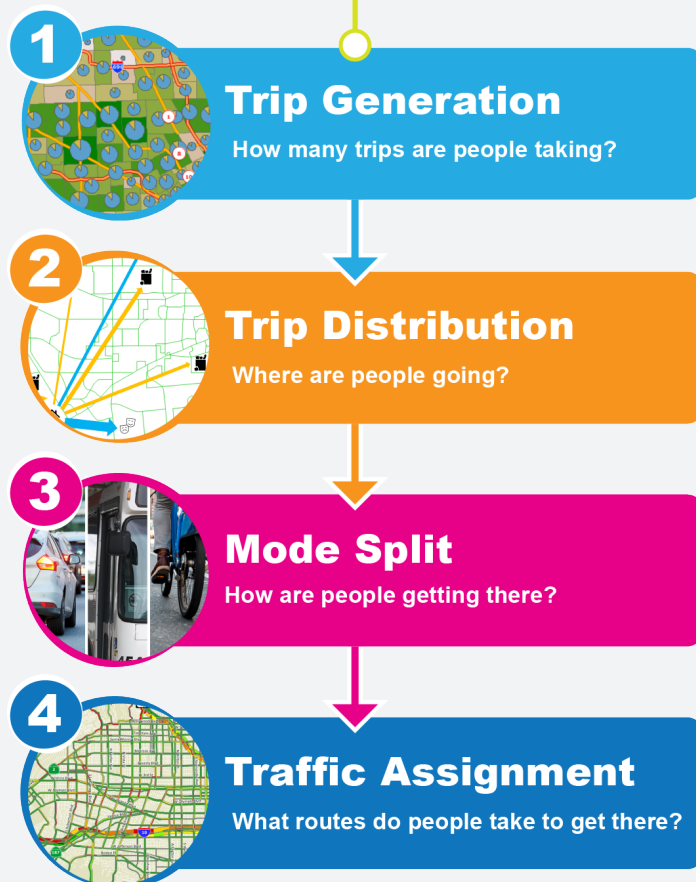 1
Trip Generation
How many trips are people taking?
2
Trip Distribution
Where are people going?
3
Mode Split
How are people getting there?
4
Traffic Assignment
What routes do people take to get there?